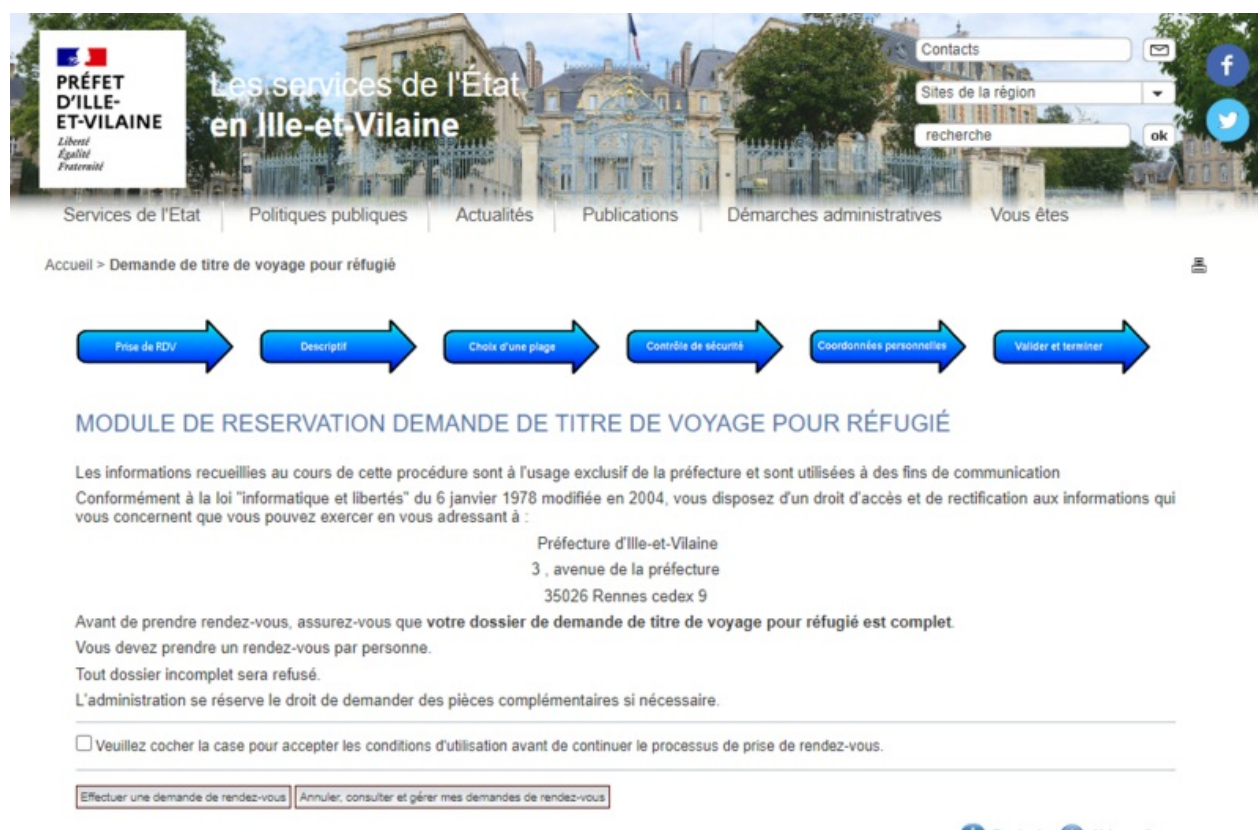 PRÉFET
D'ILLE-
ET-VILAINE
Liberté
Égalité
Fraternité
Les services de l'État
en Ille-et-Vilaine
Contacts
Sites de la région
recherche
ok
Services de l'Etat
Politiques publiques
Actualités
Publications
Démarches administratives
Vous êtes
Accueil > Demande de titre de voyage pour réfugié
Prise de RDV
Descriptif
Choix d'une plage
Contrôle de sécurité
Coordonnées personnelles
Valider et terminer
MODULE DE RESERVATION DEMANDE DE TITRE DE VOYAGE POUR RÉFUGIÉ
Les informations recueillies au cours de cette procédure sont à l'usage exclusif de la préfecture et sont utilisées à des fins de communication
Conformément à la loi "informatique et libertés" du 6 janvier 1978 modifiée en 2004, vous disposez d'un droit d'accès et de rectification aux informations qui
vous concernent que vous pouvez exercer en vous adressant à :
Préfecture d'Ille-et-Vilaine
3 , avenue de la préfecture
35026 Rennes cedex 9
Avant de prendre rendez-vous, assurez-vous que votre dossier de demande de titre de voyage pour réfugié est complet.
Vous devez prendre un rendez-vous par personne.
Tout dossier incomplet sera refusé.
L'administration se réserve le droit de demander des pièces complémentaires si nécessaire.
Veuillez cocher la case pour accepter les conditions d'utilisation avant de continuer le processus de prise de rendez-vous.
Effectuer une demande de rendez-vous
Annuler, consulter et gérer mes demandes de rendez-vous